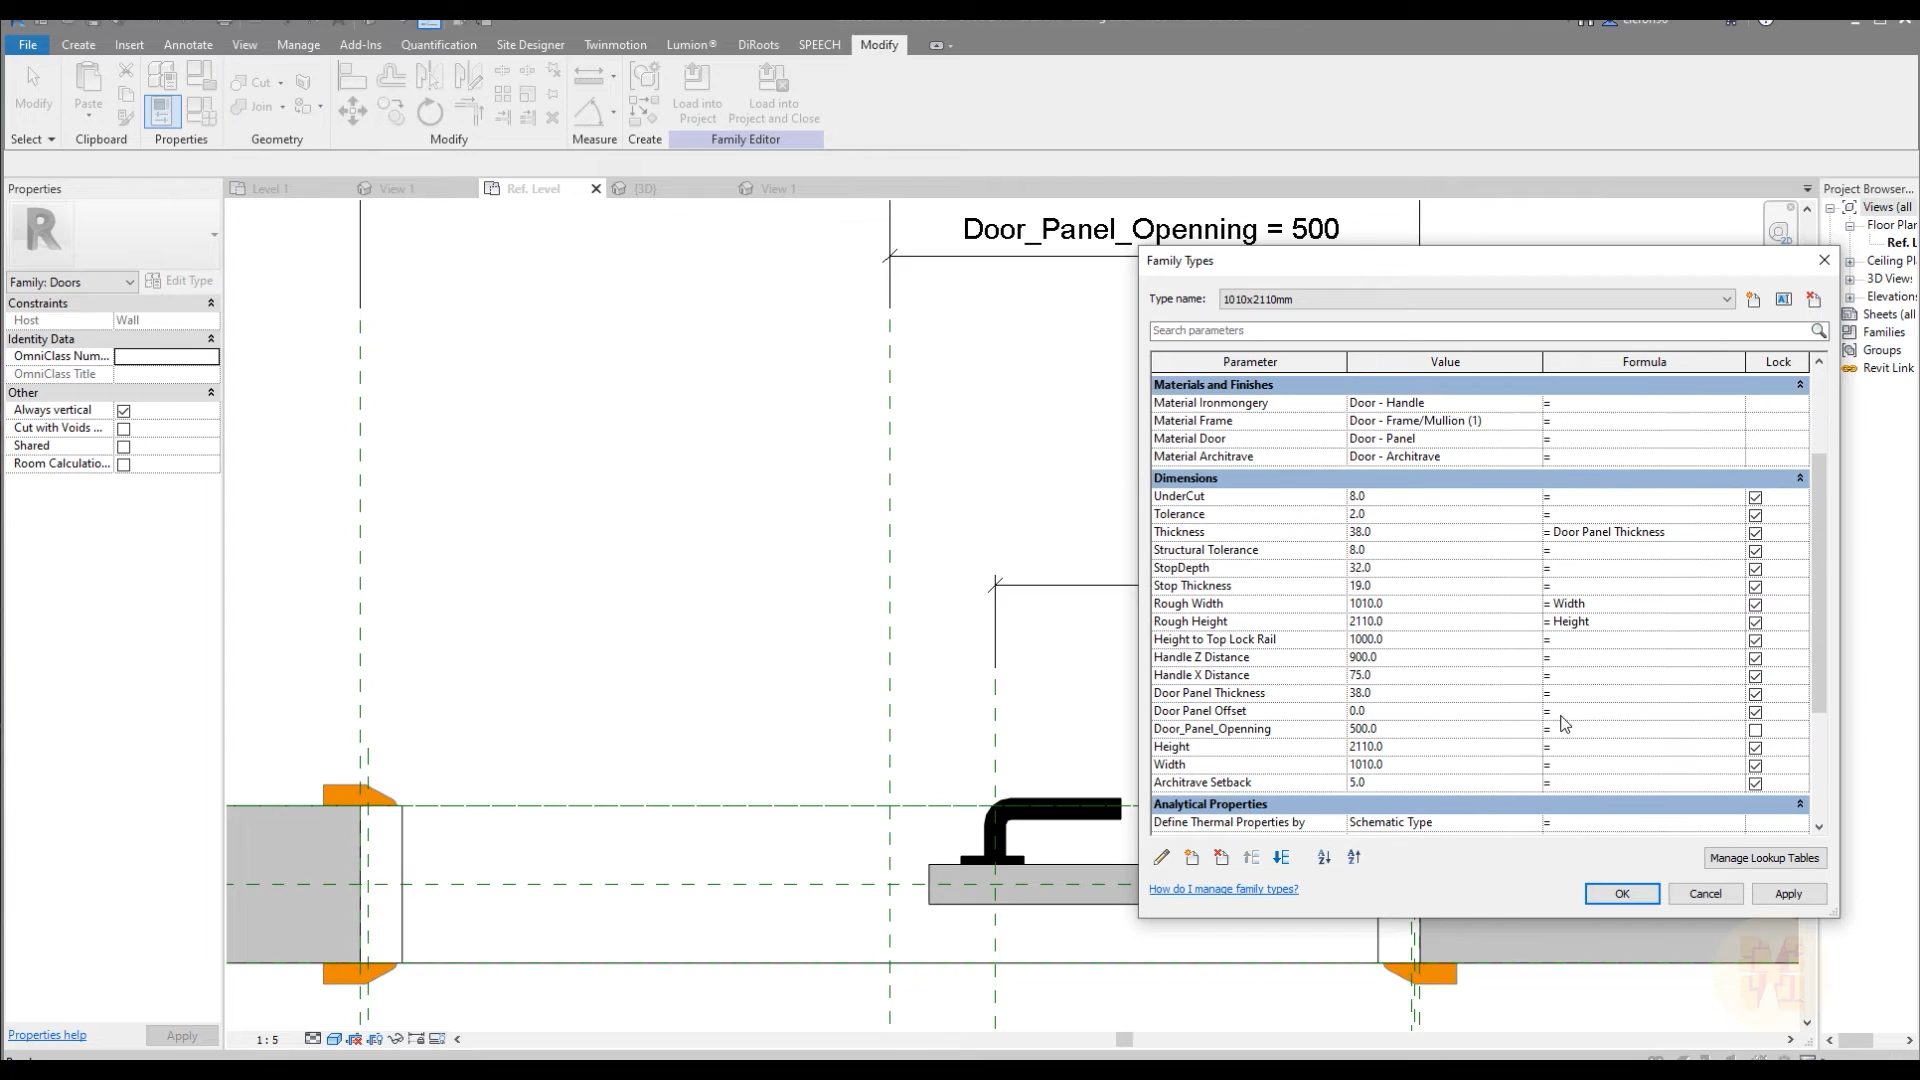 File Create Insert Annotate View Manage Add-Ins Quantification Site Designer Twinmotion Lumion® DiRoots SPEECH Modify
Modify Paste Cut Join Load into Project Load into Project and Close
Select Clipboard Properties Geometry Modify Measure Create Family Editor
Properties
Level 1 View 1 Ref. Level {3D} View 1
Project Browser...
Views (all
Floor Plan
Ref. L
Ceiling Pl
3D Views
Elevations
Sheets (all
Families
Groups
Revit Link
R
Family: Doors Edit Type
Constraints
Host Wall
Identity Data
OmniClass Num...
OmniClass Title
Other
Always vertical
Cut with Voids ...
Shared
Room Calculatio...
Door_Panel_Openning = 500
2D
Family Types
Type name: 1010x2110mm
Search parameters
Parameter Value Formula Lock
Materials and Finishes
Material Ironmongery Door - Handle =
Material Frame Door - Frame/Mullion (1) =
Material Door Door - Panel =
Material Architrave Door - Architrave =
Dimensions
UnderCut 8.0 =
Tolerance 2.0 =
Thickness 38.0 = Door Panel Thickness
Structural Tolerance 8.0 =
StopDepth 32.0 =
Stop Thickness 19.0 =
Rough Width 1010.0 = Width
Rough Height 2110.0 = Height
Height to Top Lock Rail 1000.0 =
Handle Z Distance 900.0 =
Handle X Distance 75.0 =
Door Panel Thickness 38.0 =
Door Panel Offset 0.0 =
Door_Panel_Openning 500.0 =
Height 2110.0 =
Width 1010.0 =
Architrave Setback 5.0 =
Analytical Properties
Define Thermal Properties by Schematic Type =
Manage Lookup Tables
How do I manage family types?
OK Cancel Apply
Properties help Apply
1:5